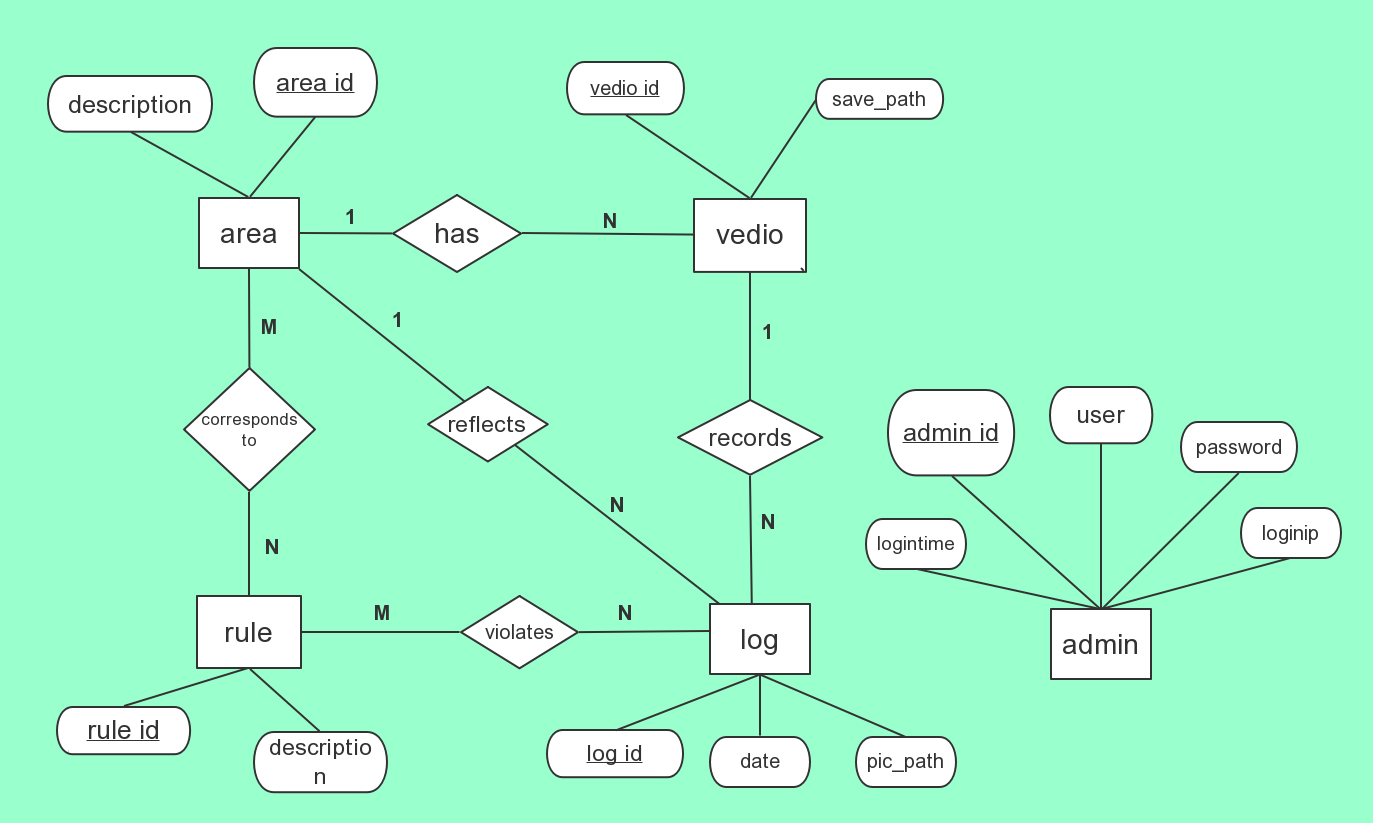 area id
description
vedio id
save_path
area
1
has
N
vedio
M
1
1
corresponds
to
reflects
records
admin id
user
password
N
N
N
logintime
loginip
rule
M
violates
N
log
admin
rule id
descriptio
n
log id
date
pic_path